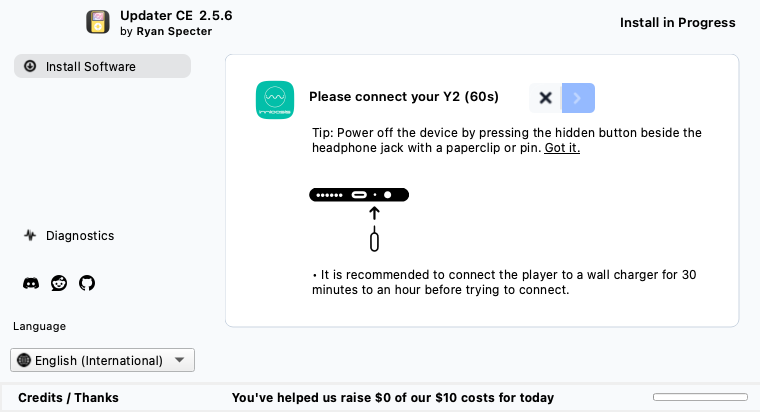 Updater CE 2.5.6
by Ryan Specter
Install in Progress
Install Software
Please connect your Y2 (60s)
Tip: Power off the device by pressing the hidden button beside the
headphone jack with a paperclip or pin. Got it.
• It is recommended to connect the player to a wall charger for 30
minutes to an hour before trying to connect.
Diagnostics
Language
English (International)
Credits / Thanks
You've helped us raise $0 of our $10 costs for today